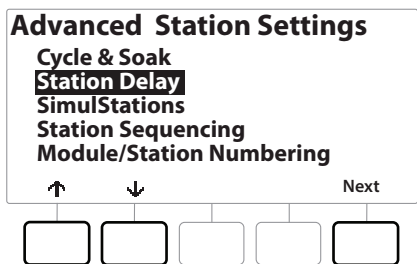 Advanced Station Settings
Cycle & Soak
Station Delay
SimulStations
Station Sequencing
Module/Station Numbering
↑ ↓ Next